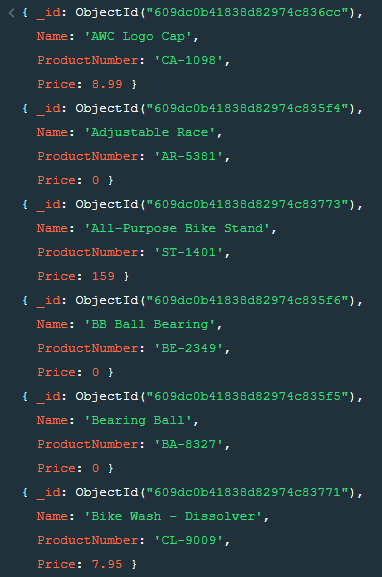 { _id: ObjectId("609dc0b41838d82974c836cc"),
Name: 'AWC Logo Cap',
ProductNumber: 'CA-1098',
Price: 8.99 }
{ _id: ObjectId("609dc0b41838d82974c835f4"),
Name: 'Adjustable Race',
ProductNumber: 'AR-5381',
Price: 0 }
{ _id: ObjectId("609dc0b41838d82974c83773"),
Name: 'All-Purpose Bike Stand',
ProductNumber: 'ST-1401',
Price: 159 }
{ _id: ObjectId("609dc0b41838d82974c835f6"),
Name: 'BB Ball Bearing',
ProductNumber: 'BE-2349',
Price: 0 }
{ _id: ObjectId("609dc0b41838d82974c835f5"),
Name: 'Bearing Ball',
ProductNumber: 'BA-8327',
Price: 0 }
{ _id: ObjectId("609dc0b41838d82974c83771"),
Name: 'Bike Wash - Dissolver',
ProductNumber: 'CL-9009',
Price: 7.95 }